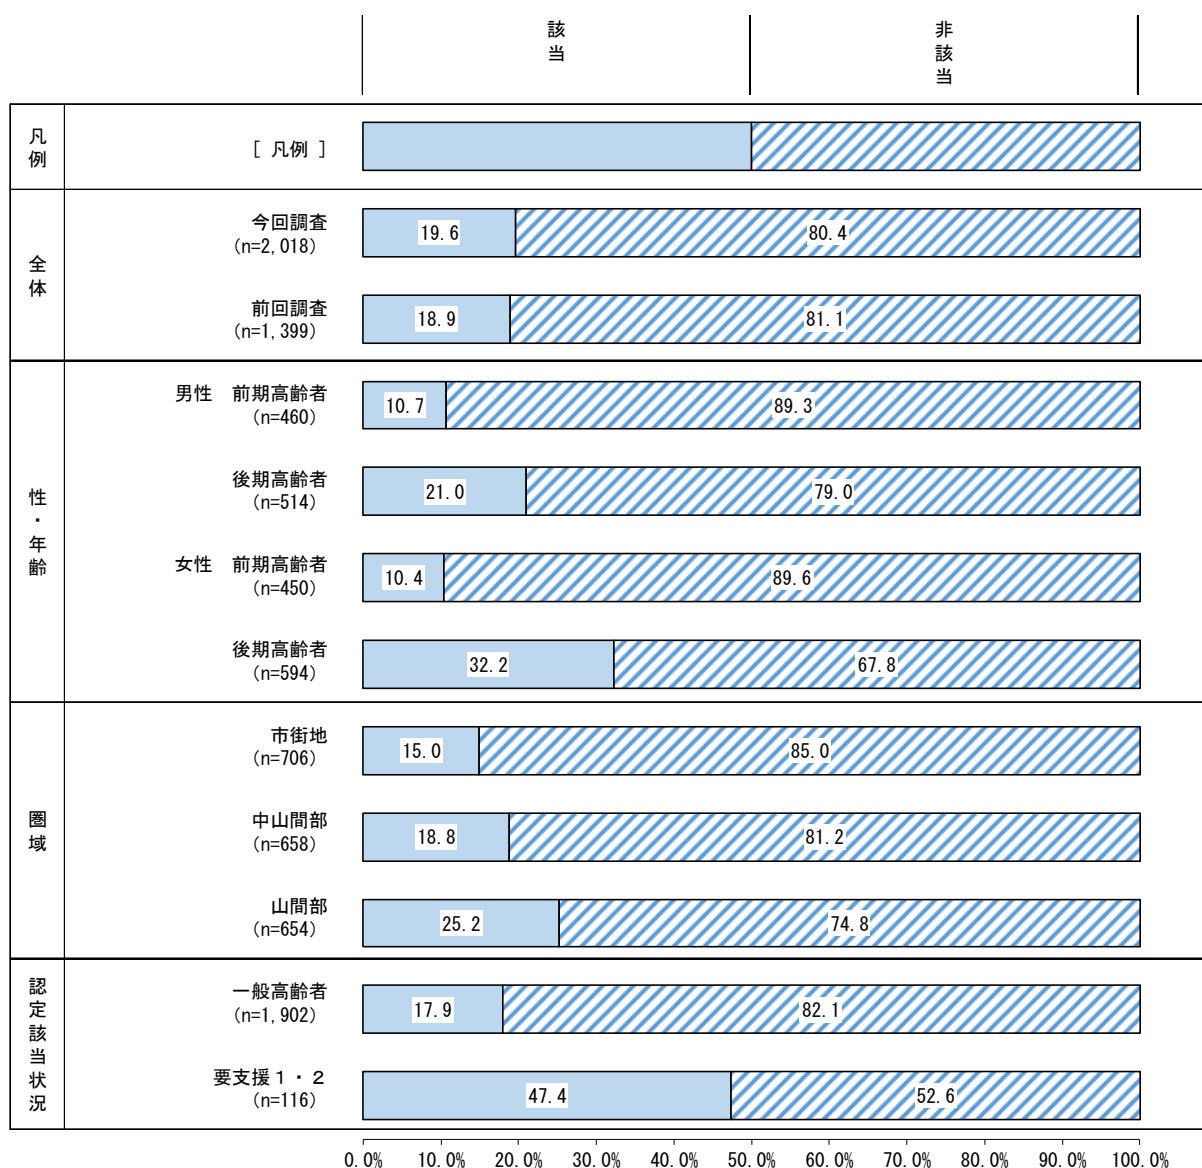 該当
非該当
凡例
[ 凡例 ]
全体
今回調査
(n=2,018)
19.6
80.4
前回調査
(n=1,399)
18.9
81.1
性・年齢
男性　前期高齢者
(n=460)
10.7
89.3
後期高齢者
(n=514)
21.0
79.0
女性　前期高齢者
(n=450)
10.4
89.6
後期高齢者
(n=594)
32.2
67.8
圏域
市街地
(n=706)
15.0
85.0
中山間部
(n=658)
18.8
81.2
山間部
(n=654)
25.2
74.8
認定該当状況
一般高齢者
(n=1,902)
17.9
82.1
要支援１・２
(n=116)
47.4
52.6
0.0% 10.0% 20.0% 30.0% 40.0% 50.0% 60.0% 70.0% 80.0% 90.0% 100.0%